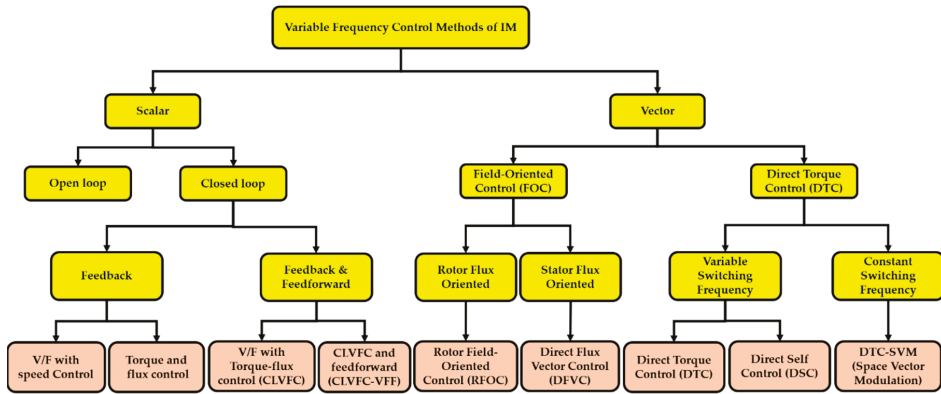 Variable Frequency Control Methods of IM
Scalar
Vector
Open loop
Closed loop
Field-Oriented
Control (FOC)
Direct Torque
Control (DTC)
Feedback
Feedback &
Feedforward
Rotor Flux
Oriented
Stator Flux
Oriented
Variable
Switching
Frequency
Constant
Switching
Frequency
V/F with
speed Control
Torque and
flux control
V/F with
Torque-flux
control (CLVFC)
CLVFC and
feedforward
(CLVFC-VFF)
Rotor Field-
Oriented
Control (RFOC)
Direct Flux
Vector Control
(DFVC)
Direct Torque
Control (DTC)
Direct Self
Control (DSC)
DTC-SVM
(Space Vector
Modulation)